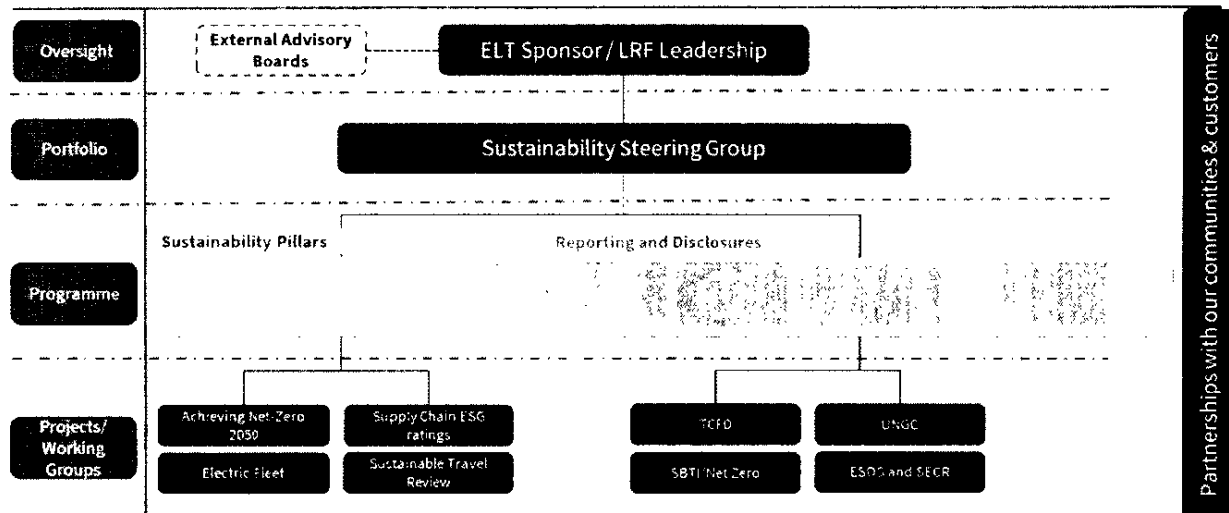 Oversight
External Advisory
Boards
ELT Sponsor / LRF Leadership
Portfolio
Sustainability Steering Group
Sustainability Pillars
Reporting and Disclosures
Programme
Projects/
Working
Groups
Achieving Net-Zero
2050
Supply Chain ESG
ratings
Electric Fleet
Sustainable Travel
Review
TCFD
UNGC
SBTi/Net Zero
ESOS and SECR
Partnerships with our communities & customers